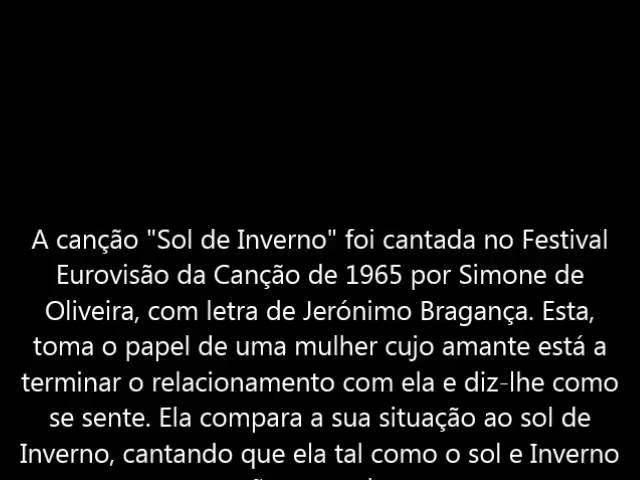 A canção "Sol de Inverno" foi cantada no Festival
Eurovisão da Canção de 1965 por Simone de
Oliveira, com letra de Jerónimo Bragança. Esta,
toma o papel de uma mulher cujo amante está a
terminar o relacionamento com ela e diz-lhe como
se sente. Ela compara a sua situação ao sol de
Inverno, cantando que ela tal como o sol e Inverno